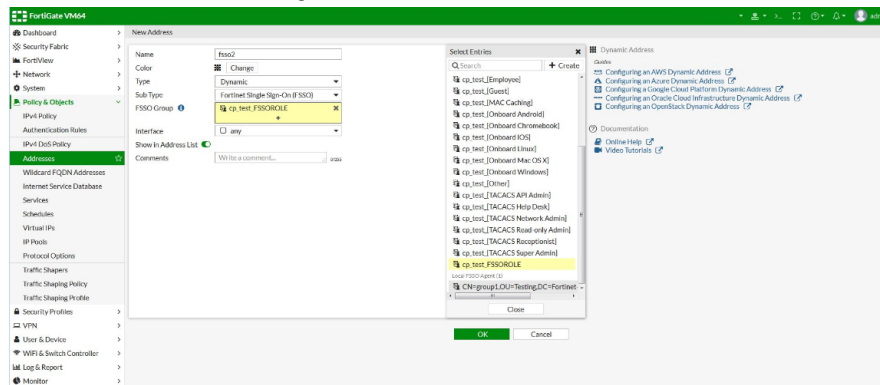 FortiGate VM64
Dashboard
Security Fabric
FortiView
Network
System
Policy & Objects
IPv4 Policy
Authentication Rules
IPv4 DoS Policy
Addresses
Wildcard FQDN Addresses
Internet Service Database
Services
Schedules
Virtual IPs
IP Pools
Protocol Options
Traffic Shapers
Traffic Shaping Policy
Traffic Shaping Profile
Security Profiles
VPN
User & Device
WiFi & Switch Controller
Log & Report
Monitor
New Address
Name fsso2
Color Change
Type Dynamic
Sub Type Fortinet Single Sign-On (FSSO)
FSSO Group cp_test_FSSOROLE
+
Interface any
Show in Address List
Comments Write a comment... 0/255
Select Entries
Search + Create
cp_test_[Employee]
cp_test_[Guest]
cp_test_[MAC Caching]
cp_test_[Onboard Android]
cp_test_[Onboard Chromebook]
cp_test_[Onboard iOS]
cp_test_[Onboard Linux]
cp_test_[Onboard Mac OS X]
cp_test_[Onboard Windows]
cp_test_[Other]
cp_test_[TACACS API Admin]
cp_test_[TACACS Help Desk]
cp_test_[TACACS Network Admin]
cp_test_[TACACS Read-only Admin]
cp_test_[TACACS Receptionist]
cp_test_[TACACS Super Admin]
cp_test_FSSOROLE
Local FSSO Agent (1)
CN=group1,OU=Testing,DC=Fortinet-
Close
OK Cancel
Dynamic Address
Guides
Configuring an AWS Dynamic Address
Configuring an Azure Dynamic Address
Configuring a Google Cloud Platform Dynamic Address
Configuring an Oracle Cloud Infrastructure Dynamic Address
Configuring an OpenStack Dynamic Address
Documentation
Online Help
Video Tutorials